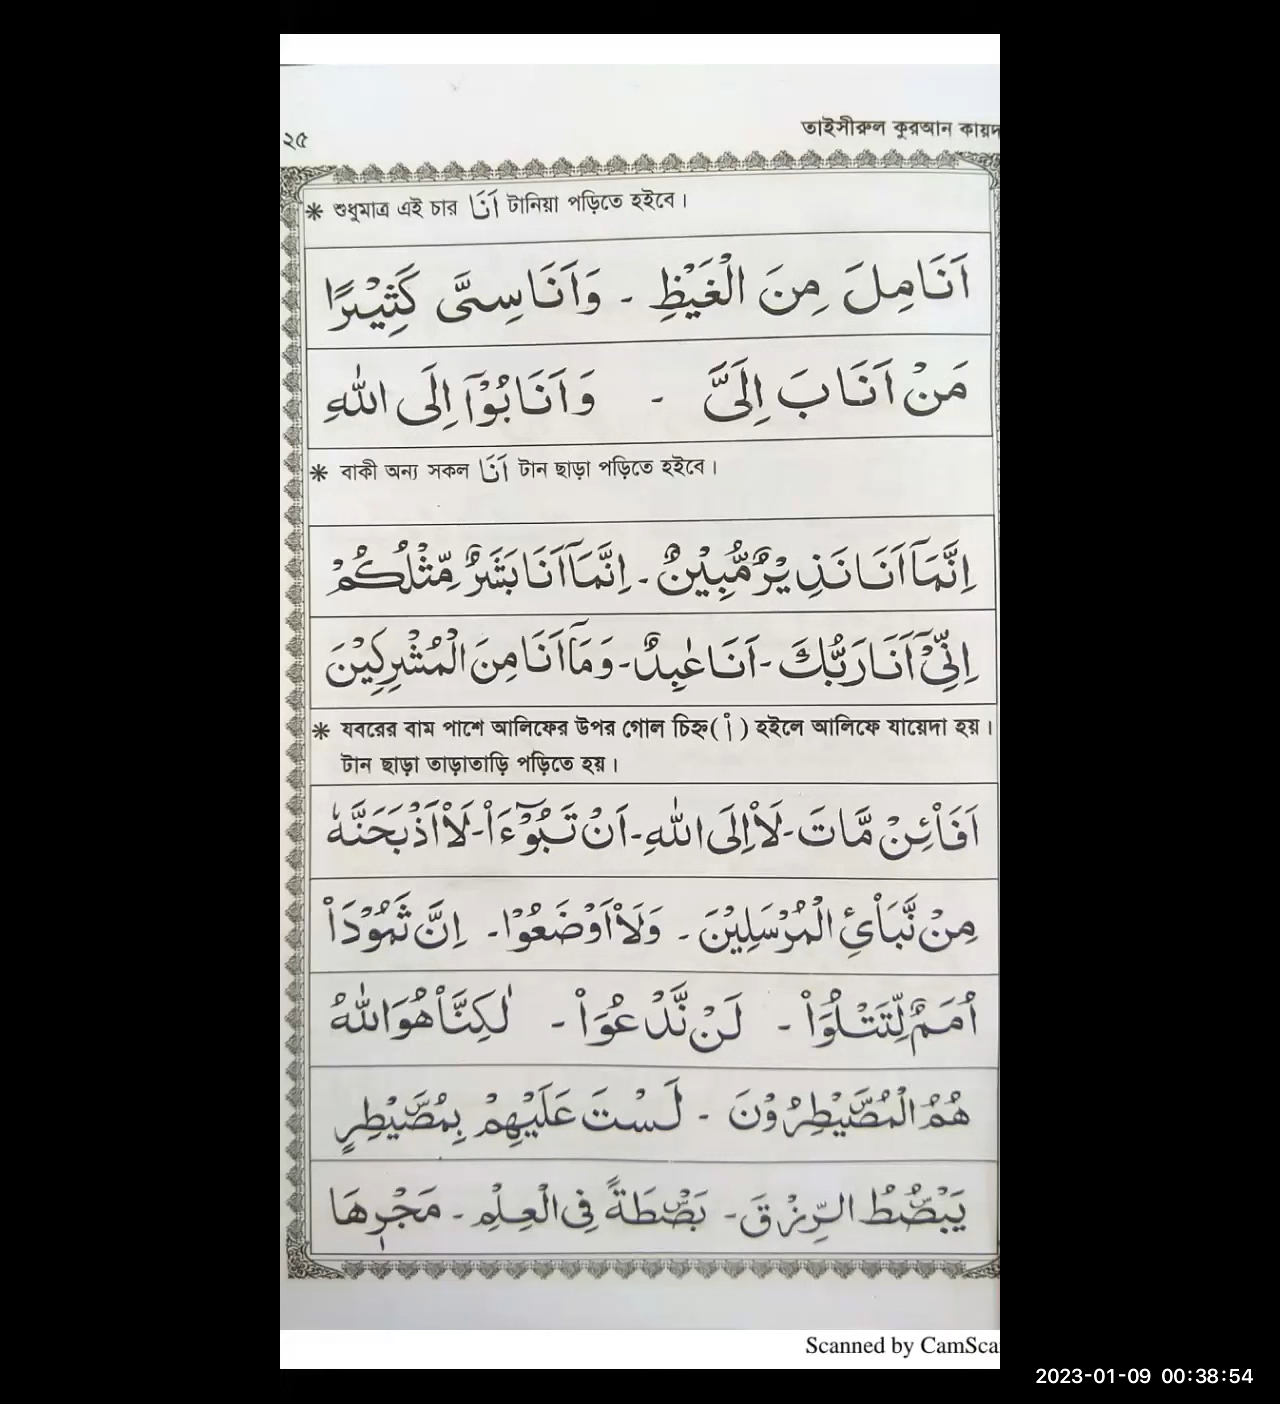 ২৫
তাইসীরুল কুরআন
* শুধুমাত্র এই চার اَنَا টানিয়া পড়িতে হইবে।
اَنَامِلَ مِنَ الْغَيْظِ ـ وَاَنَاسِىَّ كَثِيْرًا
مَنْ اَنَابَ اِلَىَّ ـ وَاَنَابُوْۤا اِلَى اللّٰهِ
* বাকী অন্য সকল اَنَا টান ছাড়া পড়িতে হইবে।
اِنَّمَاۤ اَنَا نَذِيْرٌ مُّبِيْنٌ ـ اِنَّمَاۤ اَنَا بَشَرٌ مِّثْلُكُمْ
اِنِّىْۤ اَنَا رَبُّكَ ـ اَنَا عٰبِدٌ ـ وَمَاۤ اَنَا مِنَ الْمُشْرِكِيْنَ
* যবরের বাম পাশে আলিফের উপর গোল চিহ্ন (اْ) হইলে আলিফে যায়েদা হয়।
টান ছাড়া তাড়াতাড়ি পড়িতে হয়।
اَفَا۟ئِنْ مَّاتَ ـ لَا۟اِلَى اللّٰهِ ـ اَنْ تَبُوْٓءَا۟ ـ لَا۟اَذْبَحَنَّهٗ
مِنْ نَّبَا۟ئِ الْمُرْسَلِيْنَ ـ وَلَا۟اَوْضَعُوْا ـ اِنَّ ثَمُوْدَا۟
اُمَمٌ لِّتَتْلُوَا۟ ـ لَنْ نَّدْعُوَا۟ ـ لٰكِنَّا۟ هُوَ اللّٰهُ
هُمُ الْمُصَۜيْطِرُوْنَ ـ لَسْتَ عَلَيْهِمْ بِمُصَۜيْطِرٍ
يَبْصُۜطُ الرِّزْقَ ـ بَصْۜطَةً فِى الْعِلْمِ ـ مَجْرٖىهَا
Scanned by CamSca
2023-01-09 00:38:54